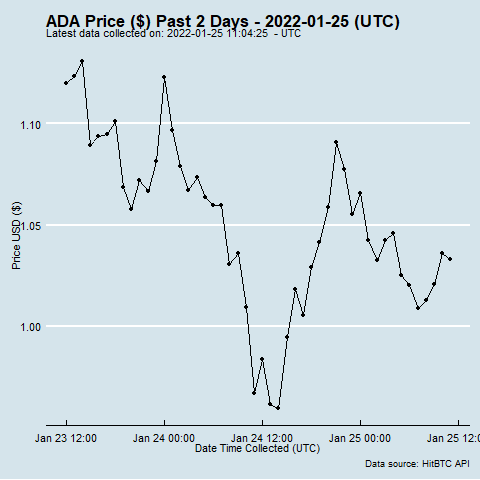 ADA Price ($) Past 2 Days - 2022-01-25 (UTC)
Latest data collected on: 2022-01-25 11:04:25 - UTC
1.10
1.05
1.00
Price USD ($)
Jan 23 12:00 Jan 24 00:00 Jan 24 12:00 Jan 25 00:00 Jan 25 12:00
Date Time Collected (UTC)
Data source: HitBTC API